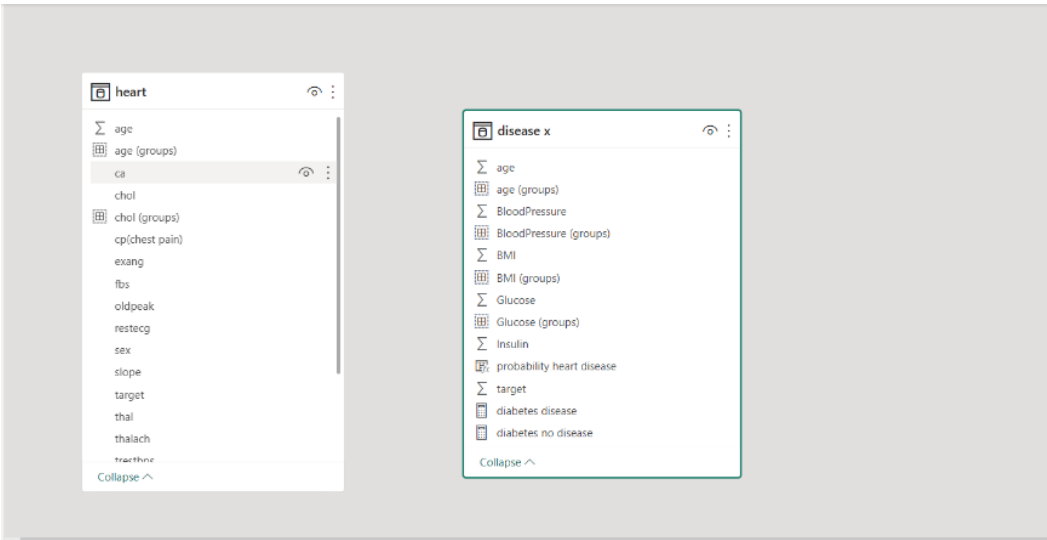 heart
age
age (groups)
ca
chol
chol (groups)
cp(chest pain)
exang
fbs
oldpeak
restecg
sex
slope
target
thal
thalach
trestbps
Collapse
disease x
age
age (groups)
BloodPressure
BloodPressure (groups)
BMI
BMI (groups)
Glucose
Glucose (groups)
Insulin
probability heart disease
target
diabetes disease
diabetes no disease
Collapse